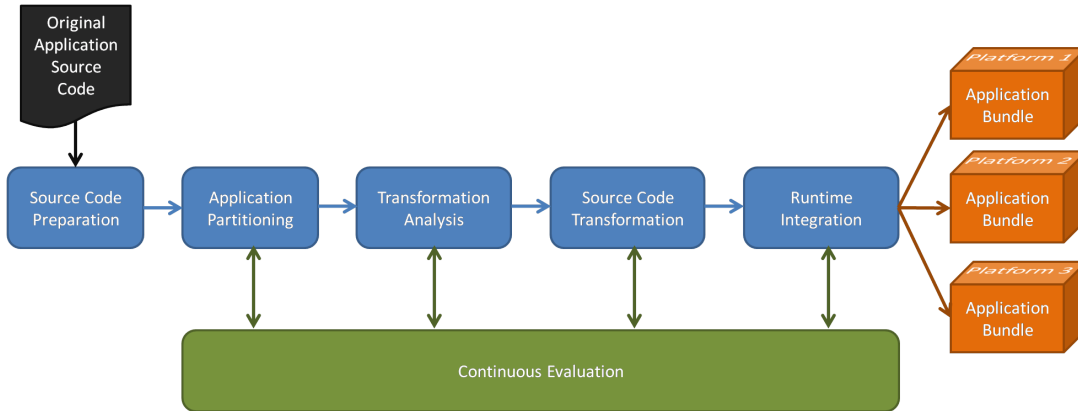 Original
Application
Source
Code
Source Code
Preparation
Application
Partitioning
Transformation
Analysis
Source Code
Transformation
Runtime
Integration
Platform 1
Application
Bundle
Platform 2
Application
Bundle
Platform 3
Application
Bundle
Continuous Evaluation